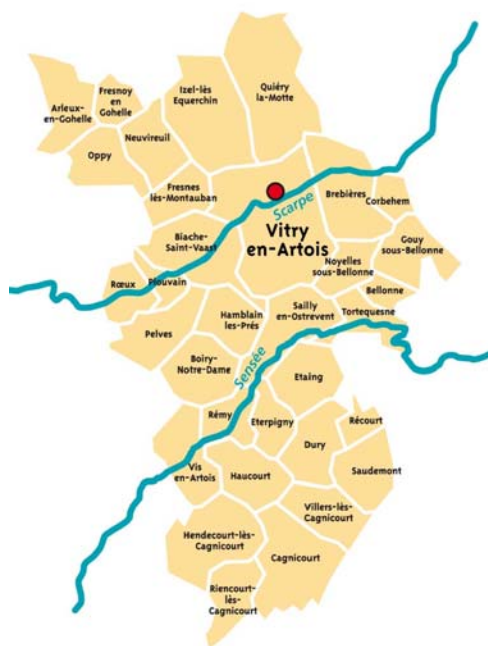 Izel-lès
Equerchin
Quiéry
la-Motte
Fresnoy
en
Gohelle
Arleux-
en-Gohelle
Neuvireuil
Oppy
Fresnes
lès-Montauban
Brebières
Corbehem
Scarpe
Vitry
en-Artois
Biache-
Saint-Vaast
Gouy
sous-Bellonne
Noyelles
sous-Bellonne
Rœux
Plouvain
Bellonne
Hamblain
les-Prés
Sailly
en-Ostrevent
Tortequesne
Pelves
Boiry-
Notre-Dame
Sensée
Etaing
Rémy
Eterpigny
Récourt
Dury
Saudemont
Vis
en-Artois
Haucourt
Villers-lès
Cagnicourt
Hendecourt-lès-
Cagnicourt
Cagnicourt
Riencourt-
lès-
Cagnicourt